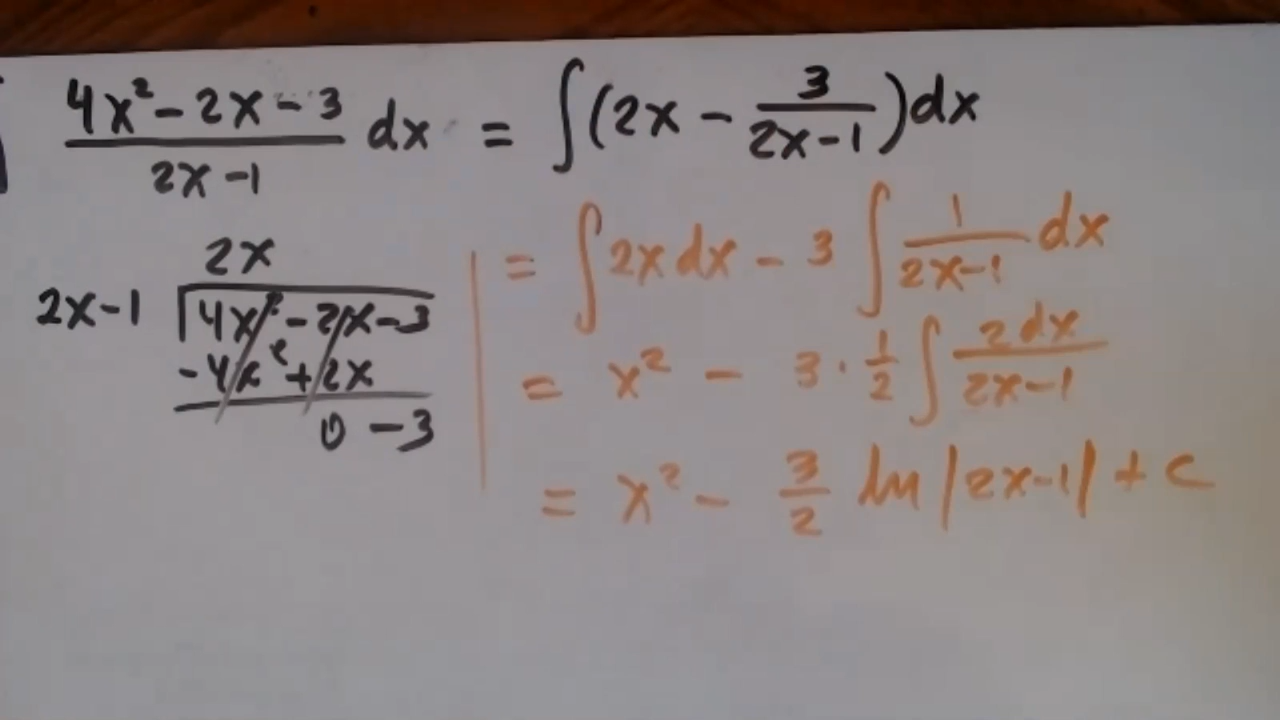 ∫ (4x² - 2x - 3)/(2x - 1) dx = ∫(2x - 3/(2x-1))dx
2x
2x-1 √(4x² - 2x - 3)
-4x² + 2x
0 - 3
= ∫2x dx - 3 ∫ 1/(2x-1) dx
= x² - 3 · 1/2 ∫ 2dx/(2x-1)
= x² - 3/2 ln |2x-1| + c